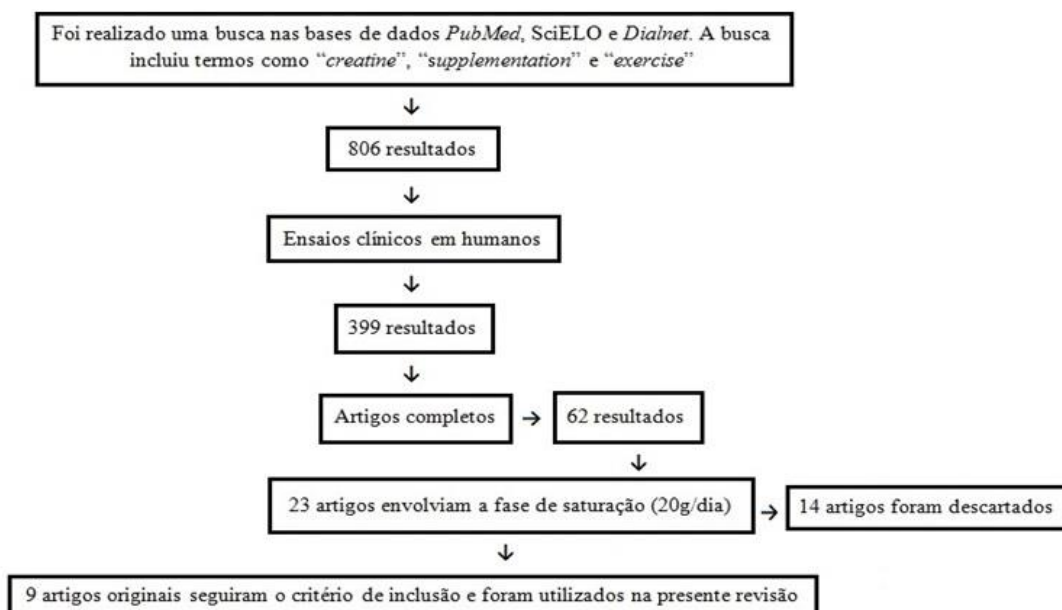 Foi realizado uma busca nas bases de dados PubMed, SciELO e Dialnet. A busca
incluiu termos como “creatine”, “supplementation” e “exercise”
806 resultados
Ensaios clínicos em humanos
399 resultados
Artigos completos → 62 resultados
23 artigos envolviam a fase de saturação (20g/dia) → 14 artigos foram descartados
9 artigos originais seguiram o critério de inclusão e foram utilizados na presente revisão